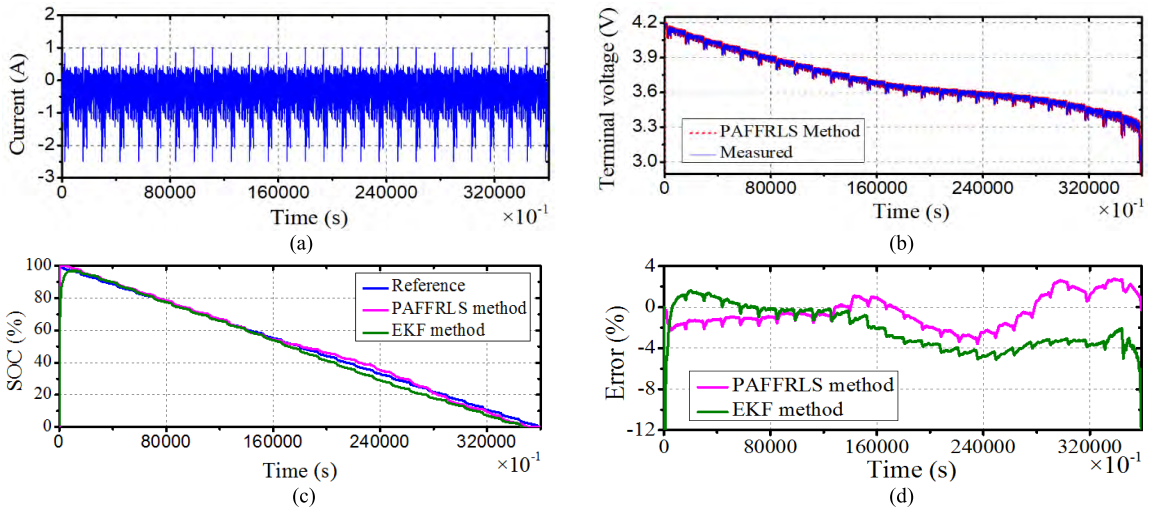 Current (A)
2
1
0
-1
-2
-3
0
80000
160000
240000
320000
×10⁻¹
Time (s)
(a)
Terminal voltage (V)
4.2
3.9
3.6
3.3
3.0
PAFFRLS Method
Measured
0
80000
160000
240000
320000
×10⁻¹
Time (s)
(b)
SOC (%)
100
80
60
40
20
0
Reference
PAFFRLS method
EKF method
0
80000
160000
240000
320000
×10⁻¹
Time (s)
(c)
Error (%)
4
0
-4
-8
-12
PAFFRLS method
EKF method
0
80000
160000
240000
320000
×10⁻¹
Time (s)
(d)